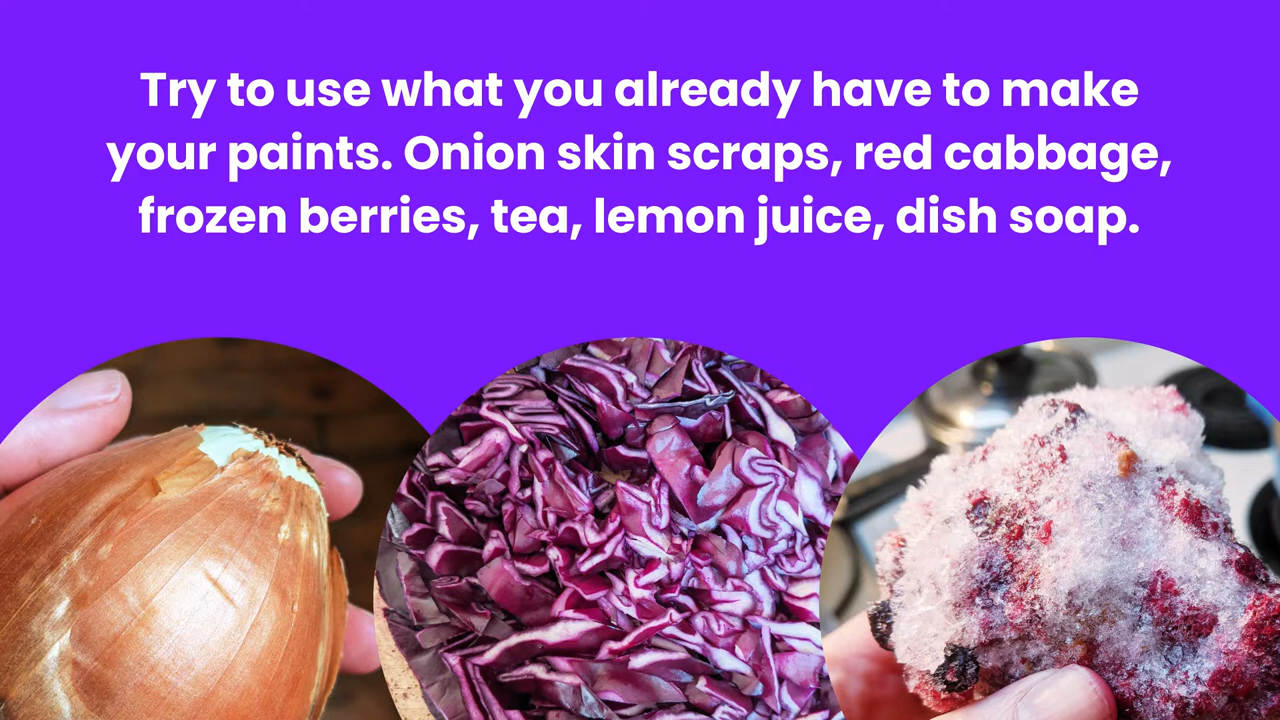 Try to use what you already have to make
your paints. Onion skin scraps, red cabbage,
frozen berries, tea, lemon juice, dish soap.